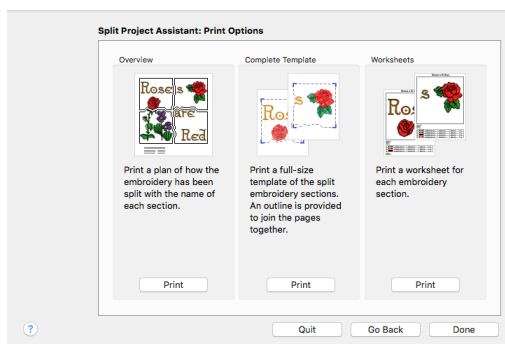 Split Project Assistant: Print Options
Overview
Roses
are
Red
Print a plan of how the
embroidery has been
split with the name of
each section.
Print
Complete Template
Ros
s
Print a full-size
template of the split
embroidery sections.
An outline is provided
to join the pages
together.
Print
Worksheets
Ros
s
Print a worksheet for
each embroidery
section.
Print
?
Quit
Go Back
Done